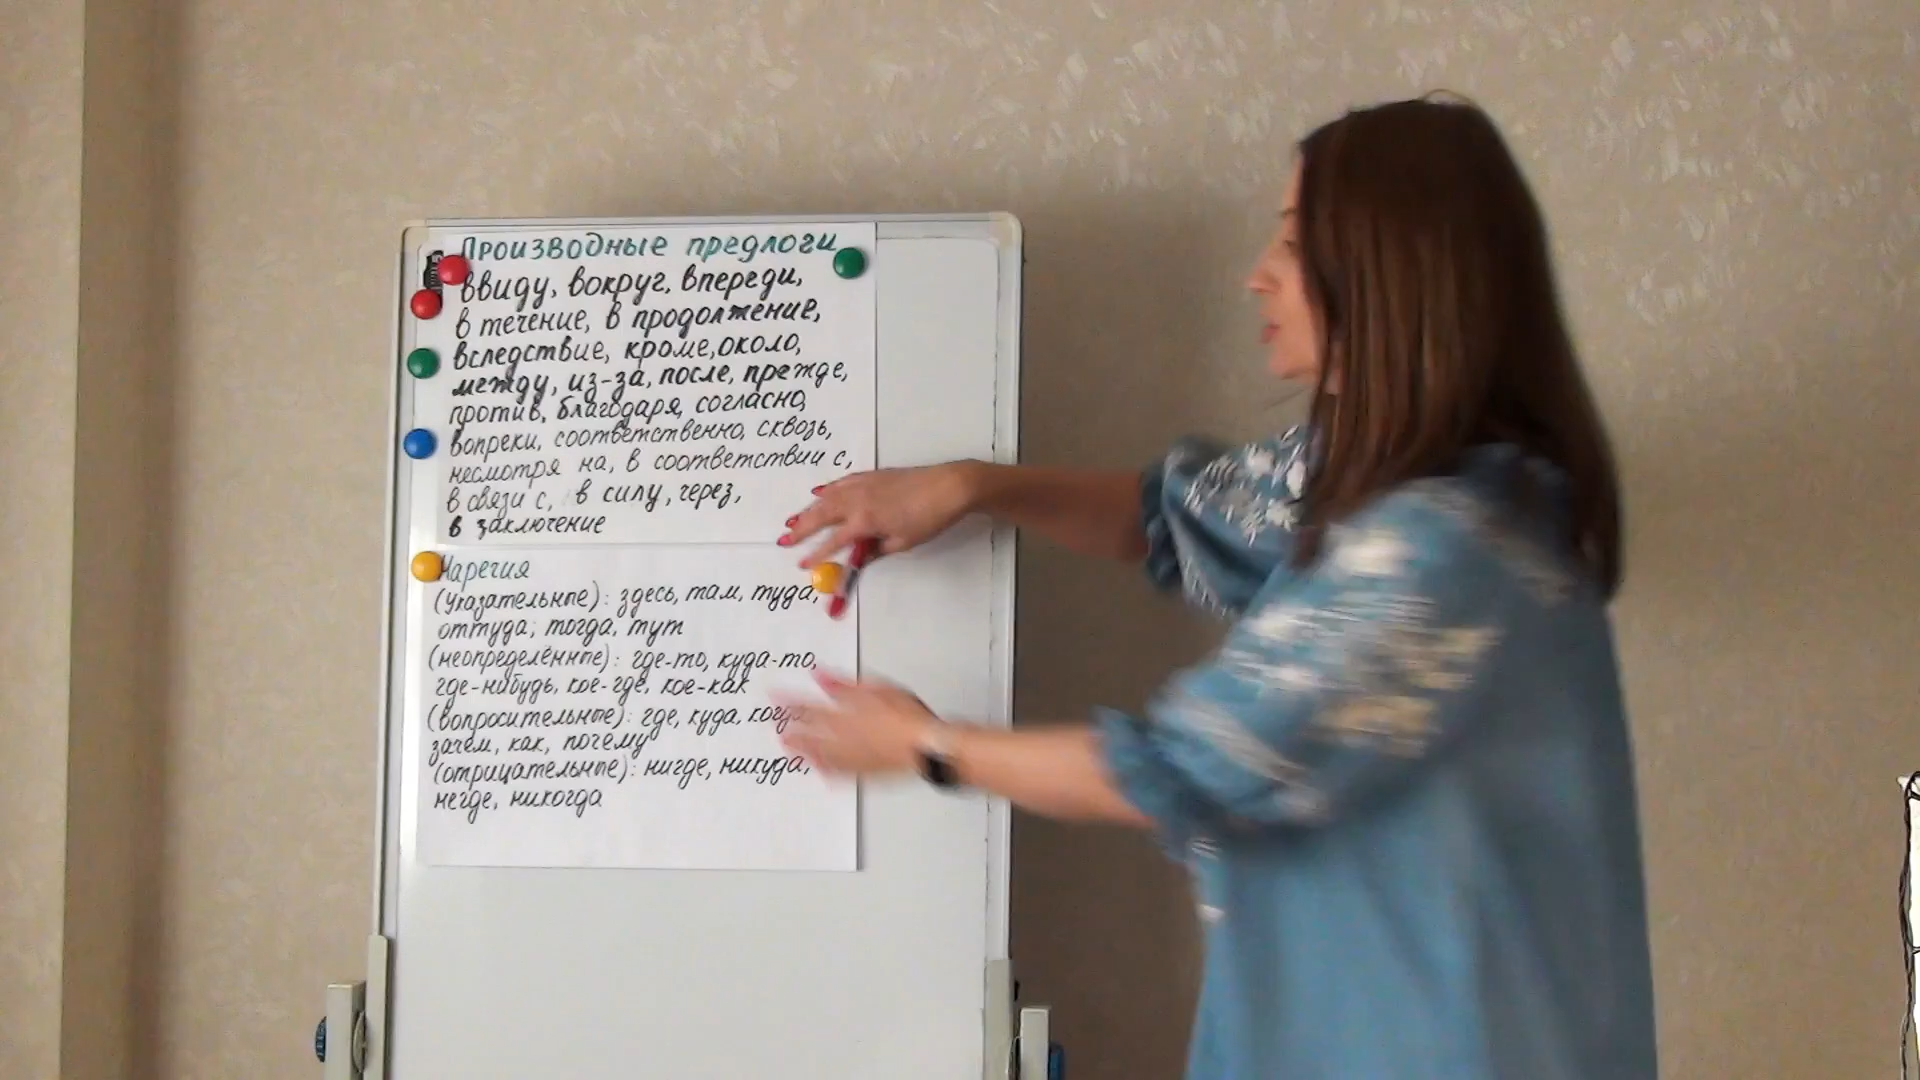 Производные предлоги
ввиду, вокруг, впереди,
в течение, в продолжение,
вследствие, кроме, около,
между, из-за, после, прежде,
против, благодаря, согласно,
вопреки, соответственно, сквозь,
несмотря на, в соответствии с,
в связи с, в силу, через,
в заключение
Наречия
(указательные): здесь, там, туда,
оттуда; тогда, тут
(неопределённые): где-то, куда-то,
где-нибудь, кое-где, кое-как
(вопросительные): где, куда, когда
зачем, как, почему
(отрицательные): нигде, никуда,
негде, никогда